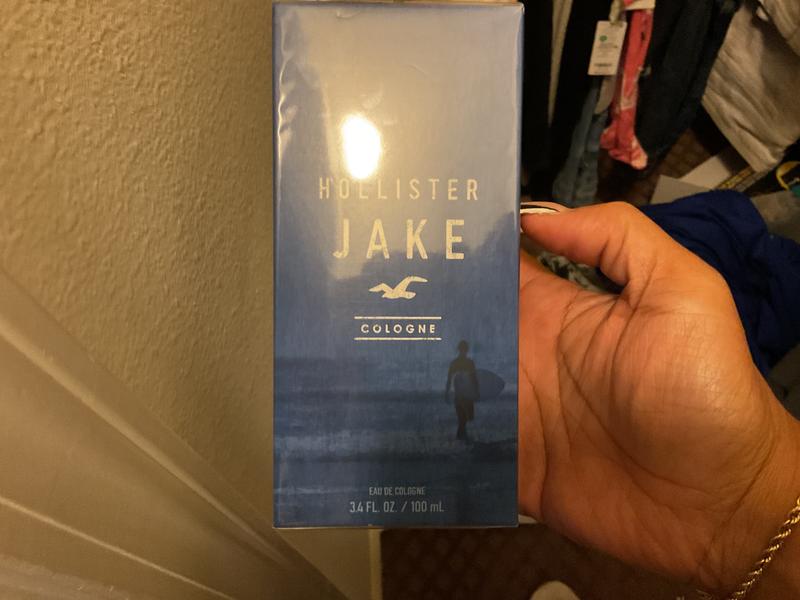 HOLLISTER
JAKE
COLOGNE
EAU DE COLOGNE
3.4 FL. OZ. / 100 mL